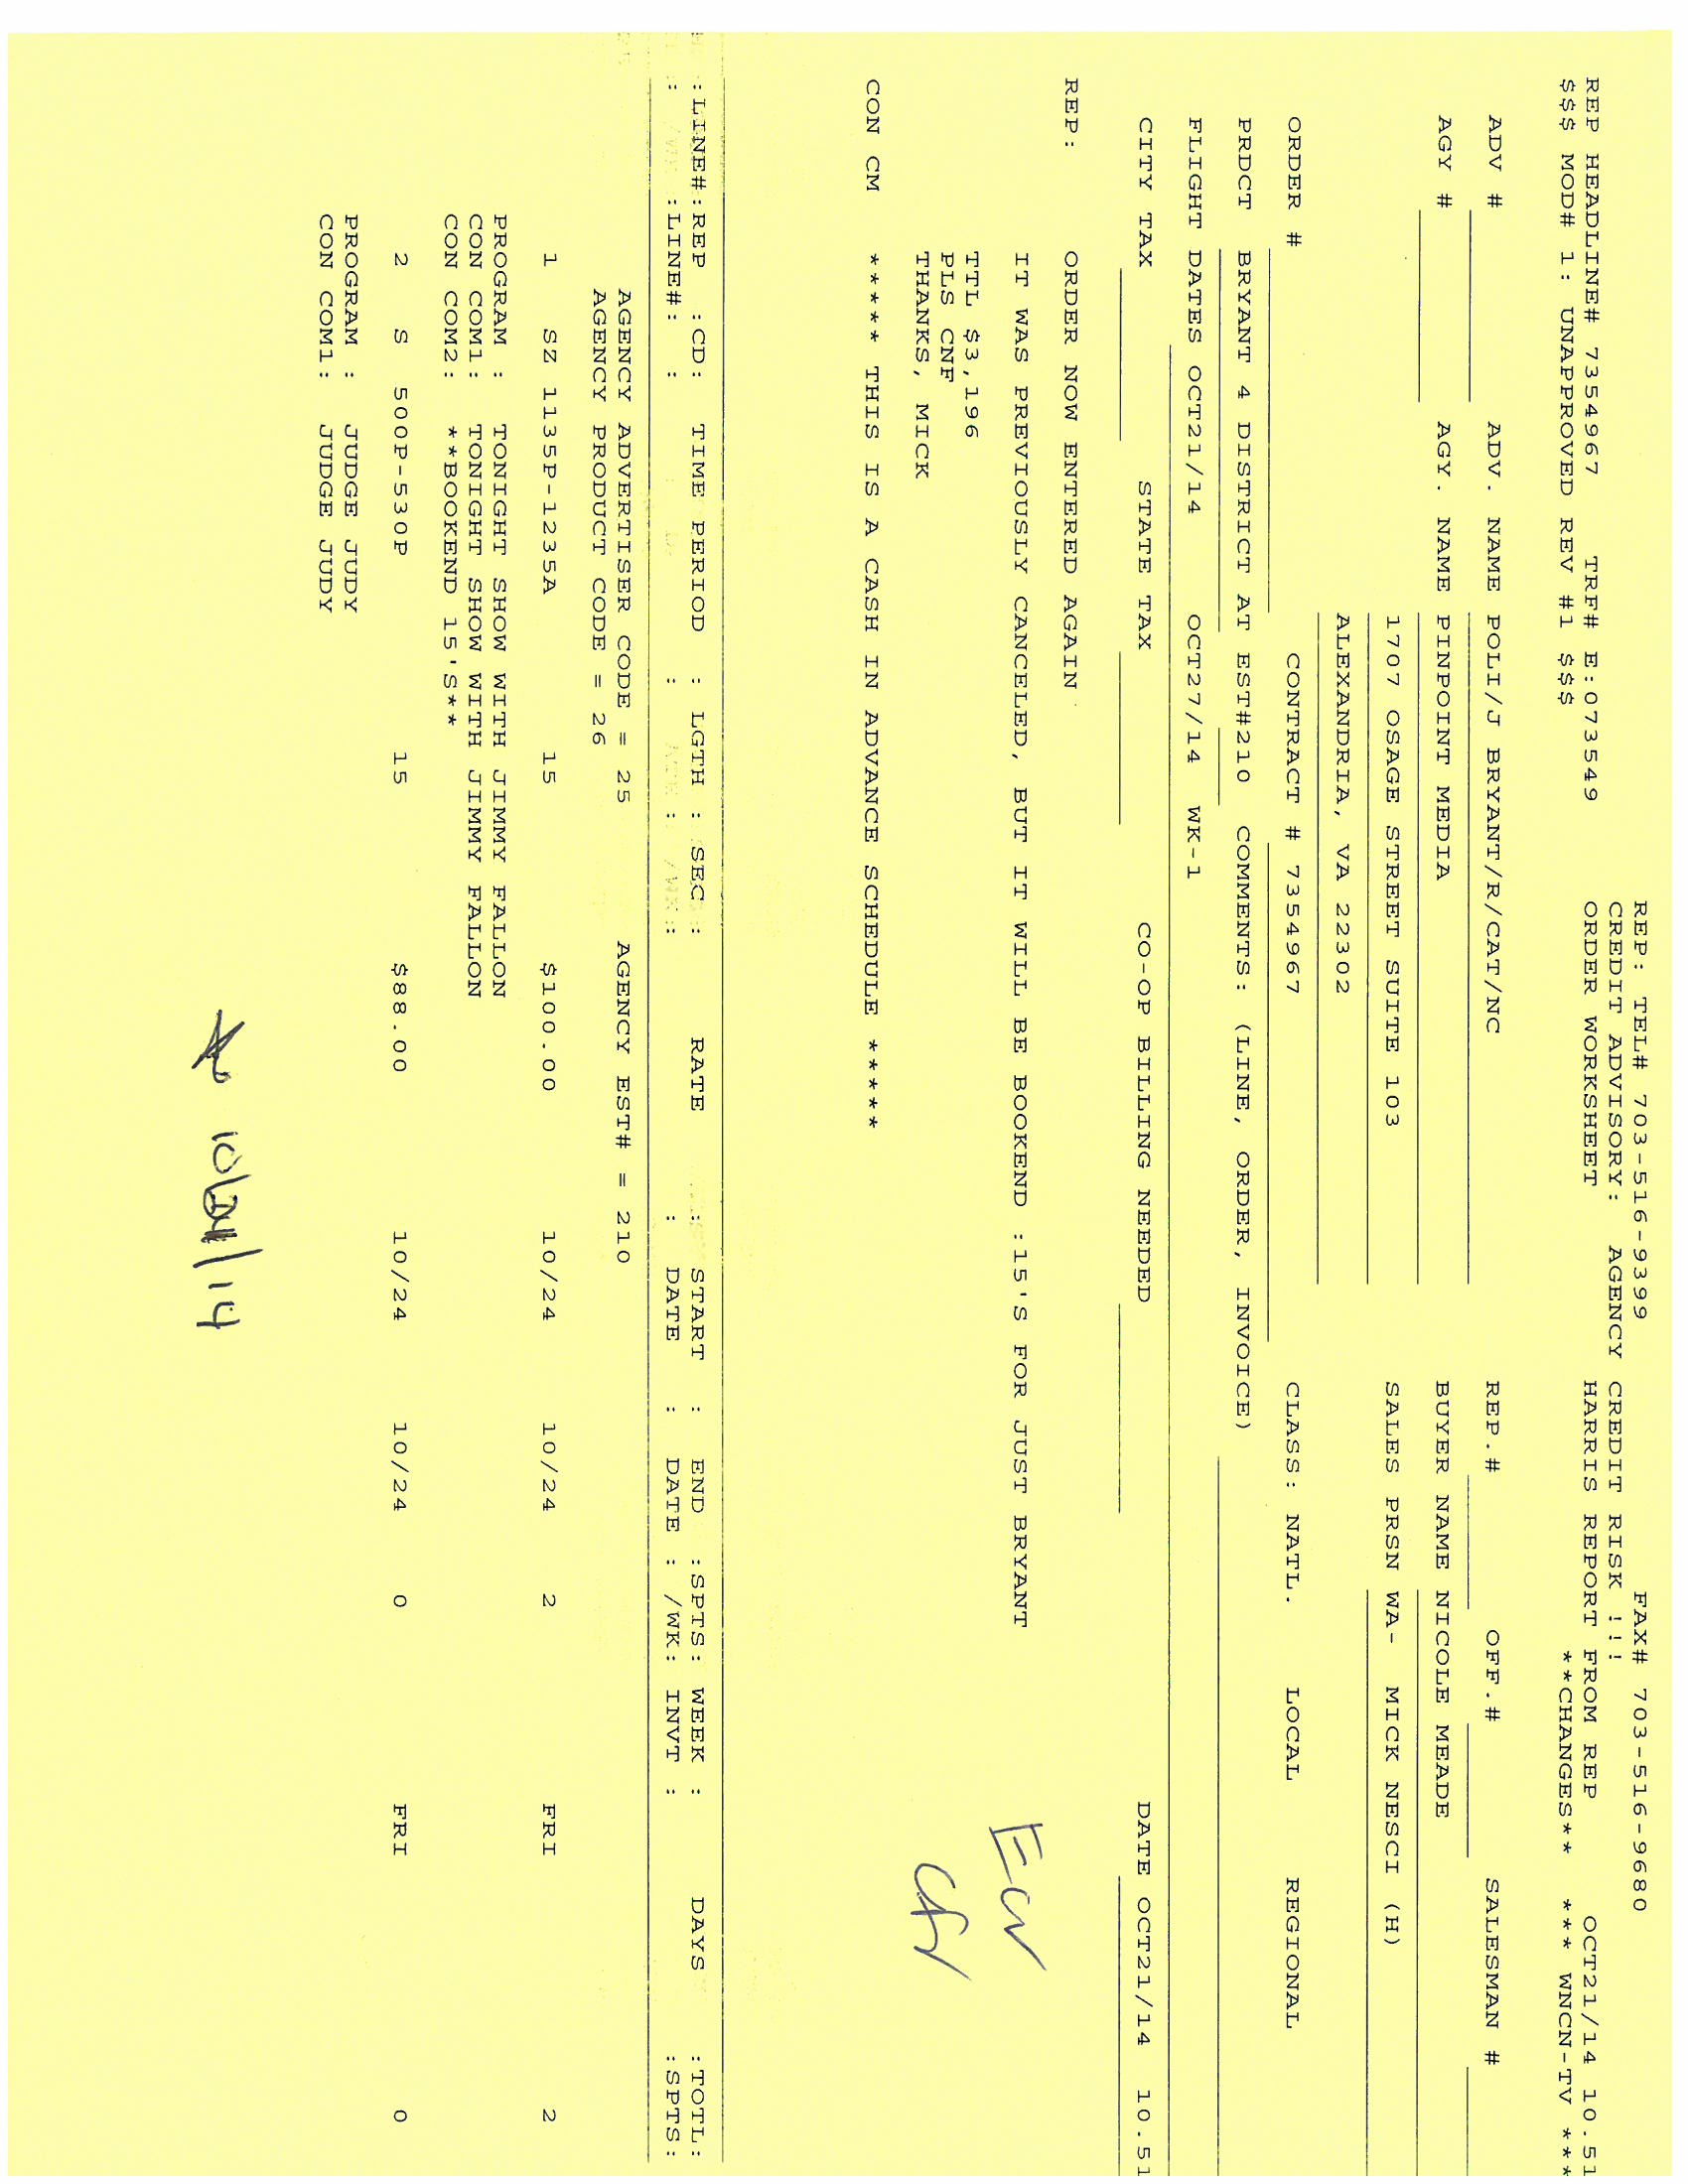 REP: TEL# 703-516-9399 FAX# 703-516-9680
CREDIT ADVISORY: AGENCY CREDIT RISK !!!
REP HEADLINE# 7354967 TRF# E:073549 ORDER WORKSHEET HARRIS REPORT FROM REP OCT21/14 10.51
$$$ MOD# 1: UNAPPROVED REV #1 $$$ **CHANGES** *** WNCN-TV ***
ADV # ADV. NAME POLI/J BRYANT/R/CAT/NC REP.# OFF.# SALESMAN #
AGY # AGY. NAME PINPOINT MEDIA BUYER NAME NICOLE MEADE
1707 OSAGE STREET SUITE 103 SALES PRSN WA- MICK NESCI (H)
ALEXANDRIA, VA 22302
ORDER # CONTRACT # 7354967 CLASS: NATL. LOCAL REGIONAL
PRDCT BRYANT 4 DISTRICT AT EST#210 COMMENTS: (LINE, ORDER, INVOICE)
FLIGHT DATES OCT21/14 OCT27/14 WK-1
CITY TAX STATE TAX CO-OP BILLING NEEDED DATE OCT21/14 10.51
REP: ORDER NOW ENTERED AGAIN
IT WAS PREVIOUSLY CANCELED, BUT IT WILL BE BOOKEND :15'S FOR JUST BRYANT
TTL $3,196
PLS CNF
THANKS, MICK
CON CM ***** THIS IS A CASH IN ADVANCE SCHEDULE *****
:LINE#:REP :CD: TIME PERIOD : LGTH : SEC : RATE : START : END :SPTS: WEEK : DAYS :TOTL:
: :LINE#: : : : : : DATE : DATE : /WK: INVT : :SPTS:
AGENCY ADVERTISER CODE = 25 AGENCY EST# = 210
AGENCY PRODUCT CODE = 26
1 SZ 1135P-1235A 15 $100.00 10/24 10/24 2 FRI 2
PROGRAM : TONIGHT SHOW WITH JIMMY FALLON
CON COM1: TONIGHT SHOW WITH JIMMY FALLON
CON COM2: **BOOKEND 15'S**
2 S 500P-530P 15 $88.00 10/24 10/24 0 FRI 0
PROGRAM : JUDGE JUDY
CON COM1: JUDGE JUDY